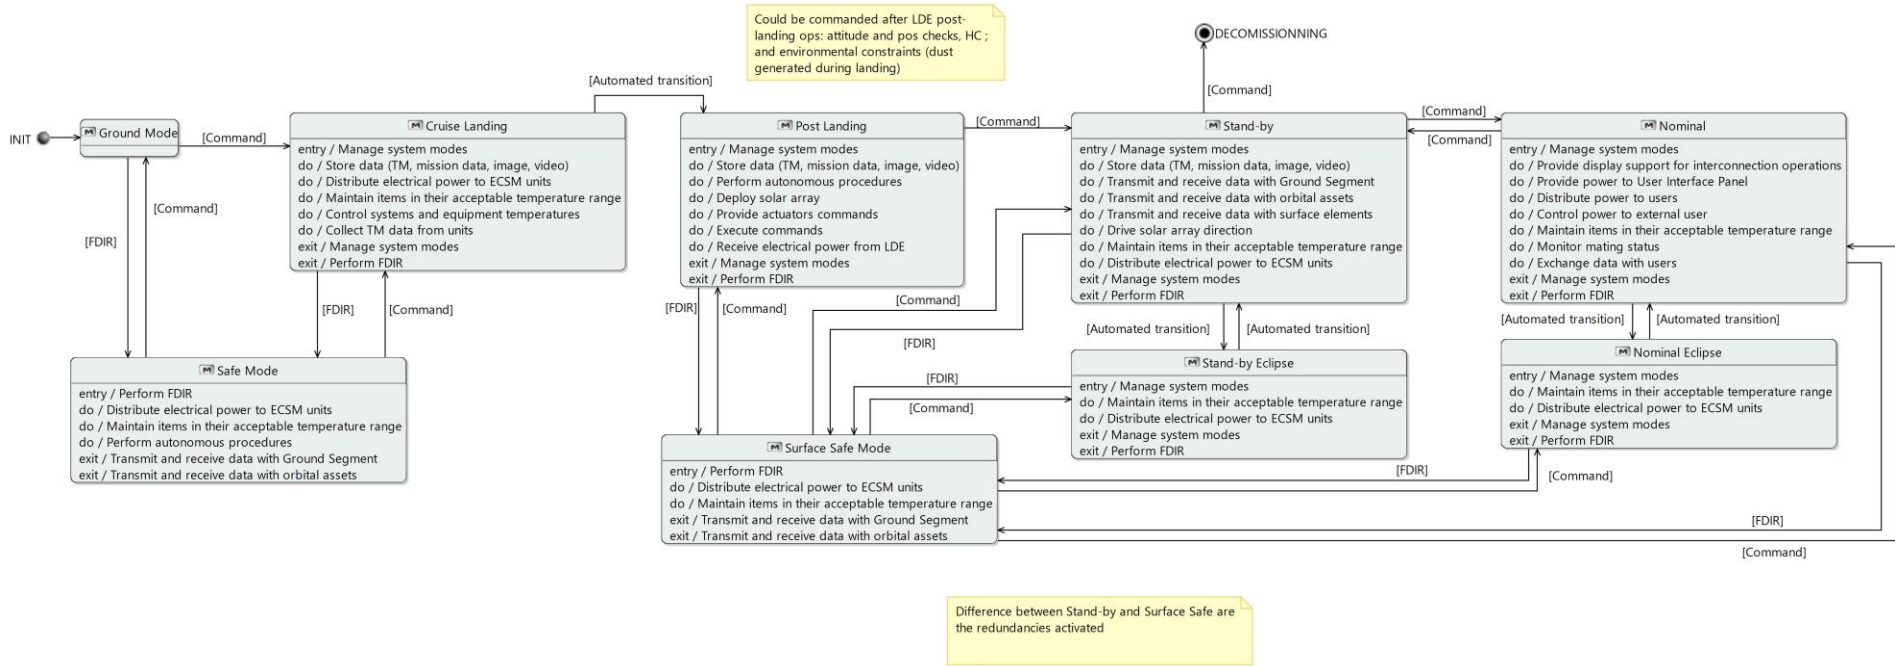 Could be commanded after LDE post-
landing ops: attitude and pos checks, HC ;
and environmental constraints (dust
generated during landing)
DECOMISSIONNING
[Command]
[Automated transition]
INIT
Ground Mode
[Command]
[FDIR]
[Command]
Cruise Landing
entry / Manage system modes
do / Store data (TM, mission data, image, video)
do / Distribute electrical power to ECSM units
do / Maintain items in their acceptable temperature range
do / Control systems and equipment temperatures
do / Collect TM data from units
exit / Manage system modes
exit / Perform FDIR
[FDIR]
[Command]
Safe Mode
entry / Perform FDIR
do / Distribute electrical power to ECSM units
do / Maintain items in their acceptable temperature range
do / Perform autonomous procedures
exit / Transmit and receive data with Ground Segment
exit / Transmit and receive data with orbital assets
Post Landing
entry / Manage system modes
do / Store data (TM, mission data, image, video)
do / Perform autonomous procedures
do / Deploy solar array
do / Provide actuators commands
do / Execute commands
do / Receive electrical power from LDE
exit / Manage system modes
exit / Perform FDIR
[Command]
[FDIR]
[Command]
[Command]
[FDIR]
Stand-by
entry / Manage system modes
do / Store data (TM, mission data, image, video)
do / Transmit and receive data with Ground Segment
do / Transmit and receive data with orbital assets
do / Transmit and receive data with surface elements
do / Drive solar array direction
do / Maintain items in their acceptable temperature range
do / Distribute electrical power to ECSM units
exit / Manage system modes
exit / Perform FDIR
[Command]
[Command]
[Automated transition]
[Automated transition]
Nominal
entry / Manage system modes
do / Provide display support for interconnection operations
do / Provide power to User Interface Panel
do / Distribute power to users
do / Control power to external user
do / Maintain items in their acceptable temperature range
do / Monitor mating status
do / Exchange data with users
exit / Manage system modes
exit / Perform FDIR
[Automated transition]
[Automated transition]
Stand-by Eclipse
entry / Manage system modes
do / Maintain items in their acceptable temperature range
do / Distribute electrical power to ECSM units
exit / Manage system modes
exit / Perform FDIR
[FDIR]
[Command]
Nominal Eclipse
entry / Manage system modes
do / Maintain items in their acceptable temperature range
do / Distribute electrical power to ECSM units
exit / Manage system modes
exit / Perform FDIR
[FDIR]
[Command]
Surface Safe Mode
entry / Perform FDIR
do / Distribute electrical power to ECSM units
do / Maintain items in their acceptable temperature range
exit / Transmit and receive data with Ground Segment
exit / Transmit and receive data with orbital assets
[FDIR]
[Command]
Difference between Stand-by and Surface Safe are
the redundancies activated